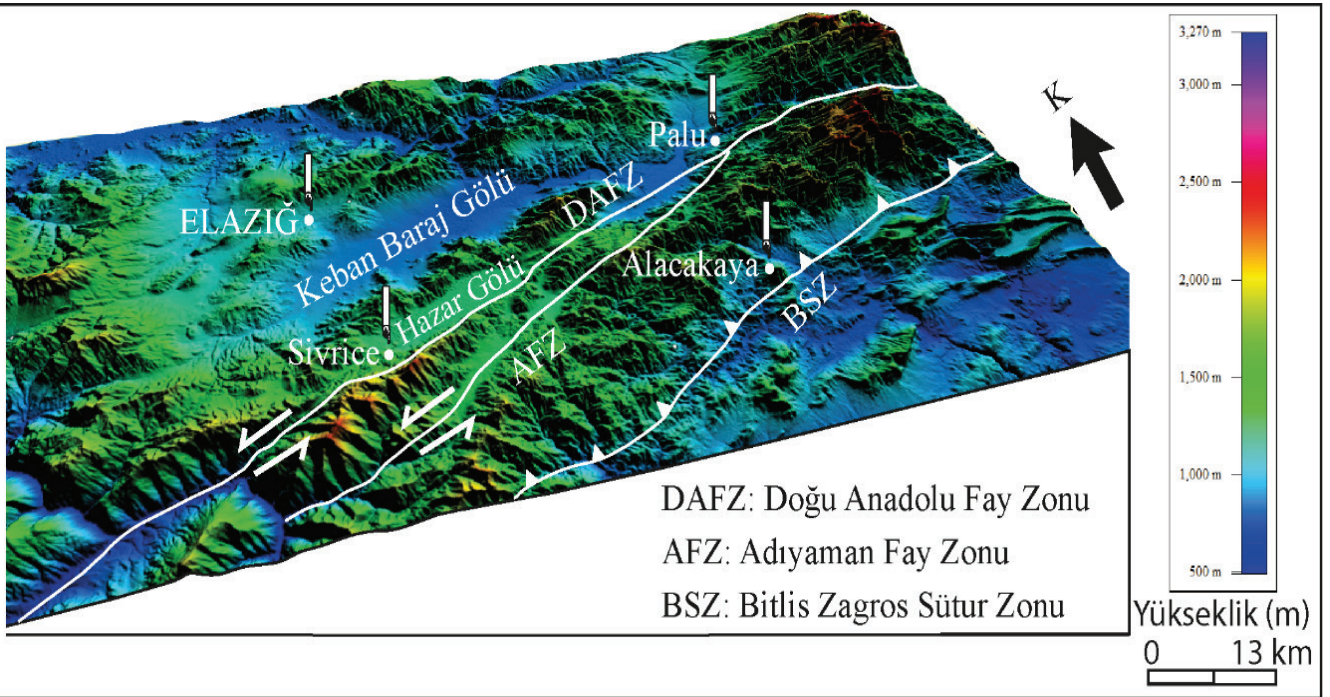 3,270 m
3,000 m
2,500 m
2,000 m
1,500 m
1,000 m
500 m
Yükseklik (m)
0 13 km
K
Palu
ELAZIĞ
Keban Baraj Gölü
DAFZ
Alacakaya
Hazar Gölü
BSZ
Sivrice
AFZ
DAFZ: Doğu Anadolu Fay Zonu
AFZ: Adıyaman Fay Zonu
BSZ: Bitlis Zagros Sütur Zonu